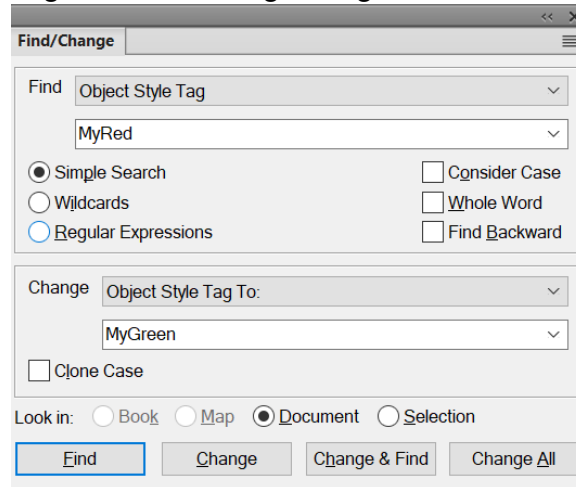 Find/Change
Find Object Style Tag
MyRed
Simple Search Consider Case
Wildcards Whole Word
Regular Expressions Find Backward
Change Object Style Tag To:
MyGreen
Clone Case
Look in: Book Map Document Selection
Find Change Change & Find Change All